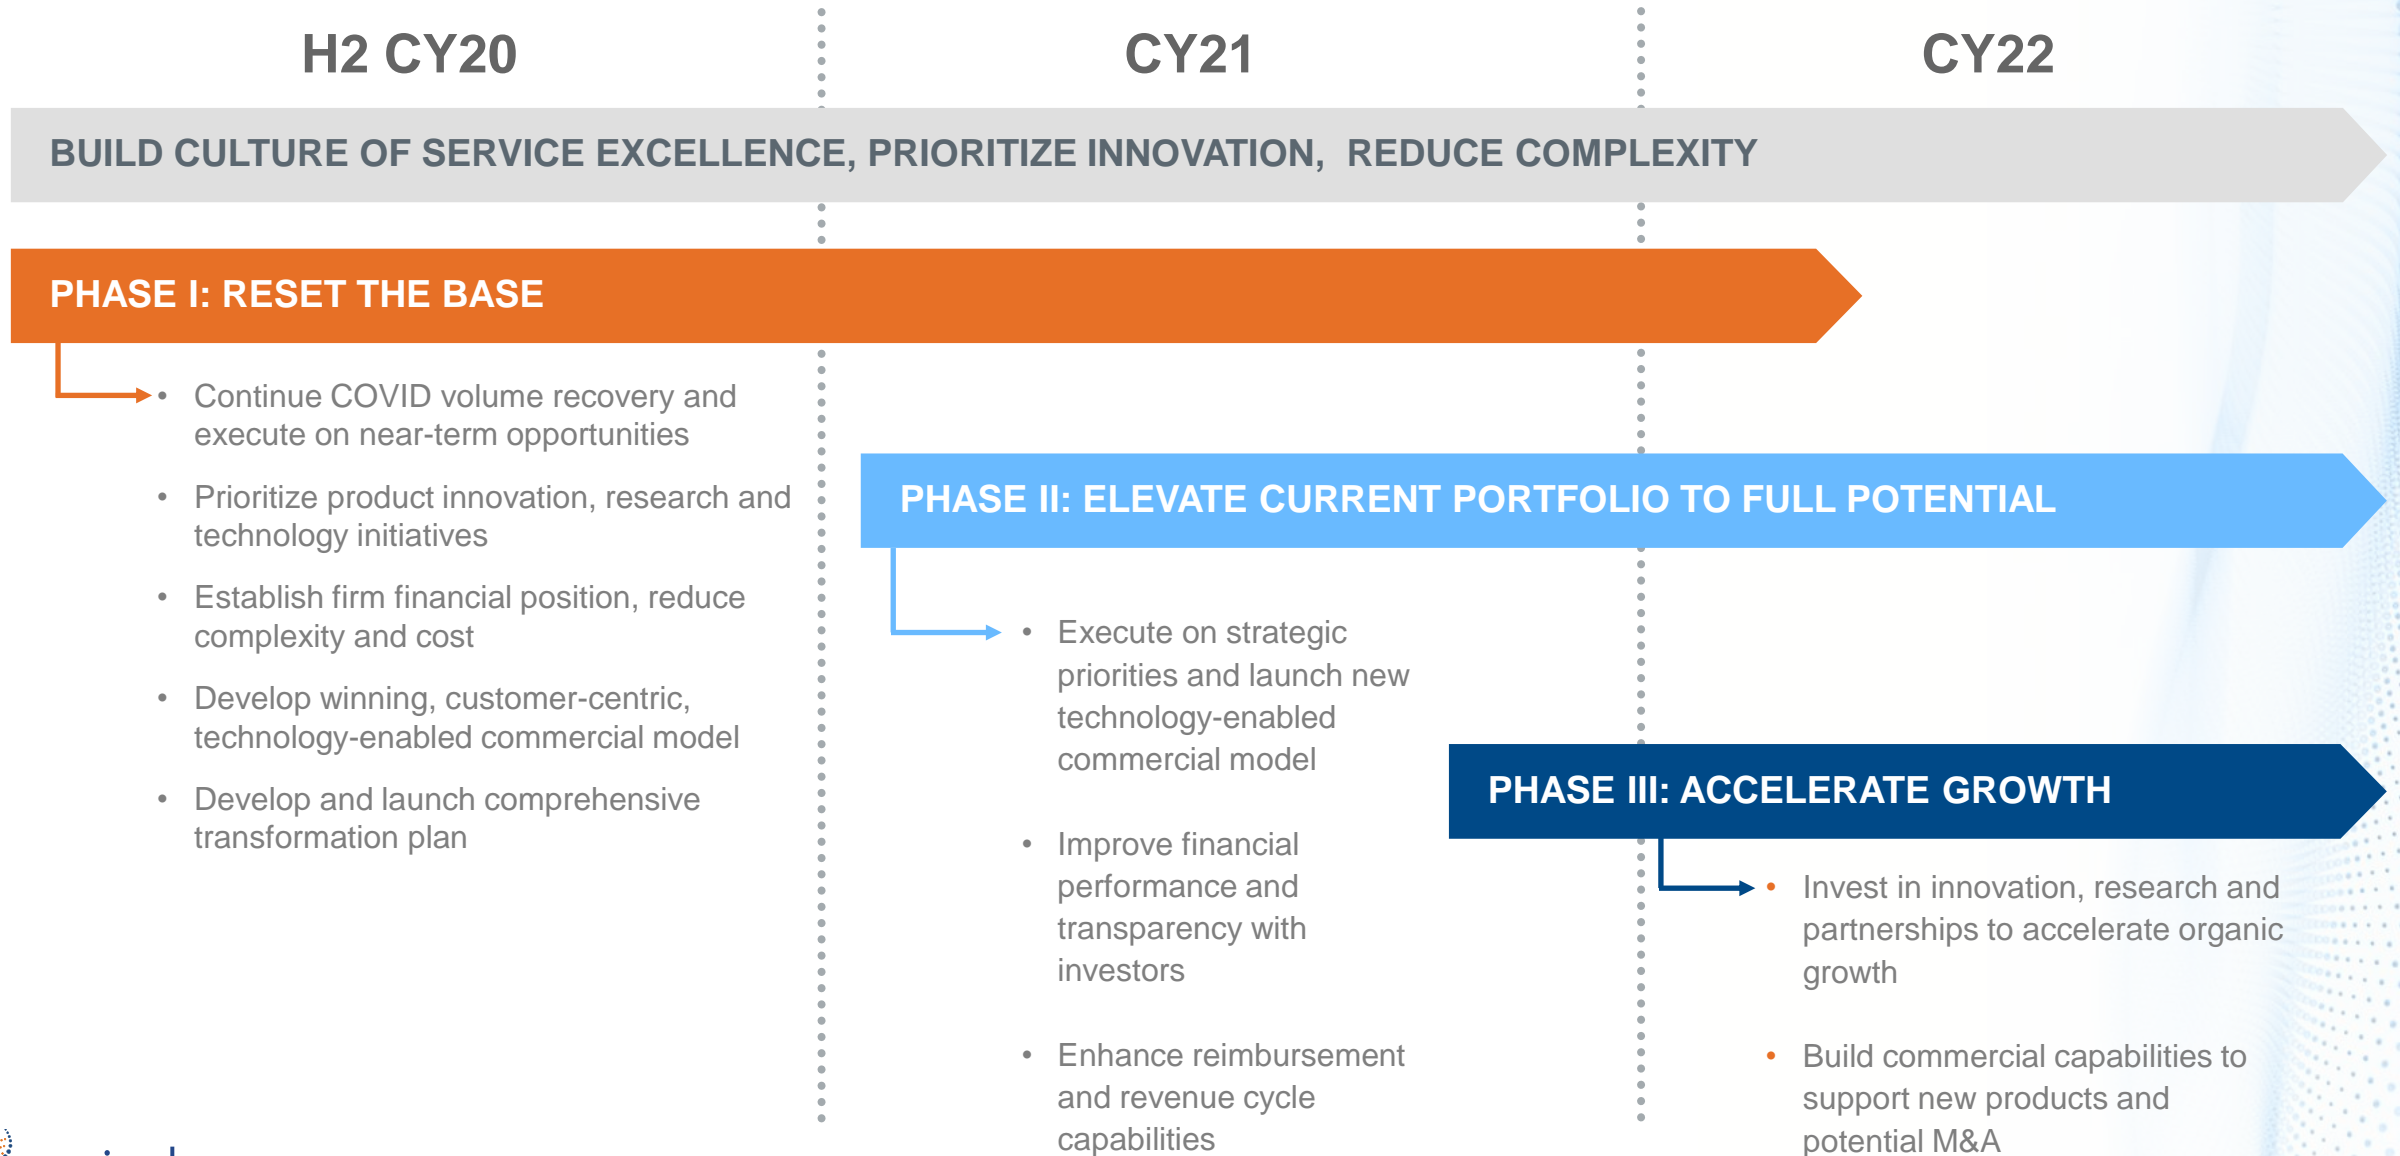 H2 CY20
CY21
CY22
BUILD CULTURE OF SERVICE EXCELLENCE, PRIORITIZE INNOVATION, REDUCE COMPLEXITY
PHASE I: RESET THE BASE
• Continue COVID volume recovery and
execute on near-term opportunities
• Prioritize product innovation, research and
technology initiatives
• Establish firm financial position, reduce
complexity and cost
• Develop winning, customer-centric,
technology-enabled commercial model
• Develop and launch comprehensive
transformation plan
PHASE II: ELEVATE CURRENT PORTFOLIO TO FULL POTENTIAL
• Execute on strategic
priorities and launch new
technology-enabled
commercial model
• Improve financial
performance and
transparency with
investors
• Enhance reimbursement
and revenue cycle
capabilities
PHASE III: ACCELERATE GROWTH
• Invest in innovation, research and
partnerships to accelerate organic
growth
• Build commercial capabilities to
support new products and
potential M&A